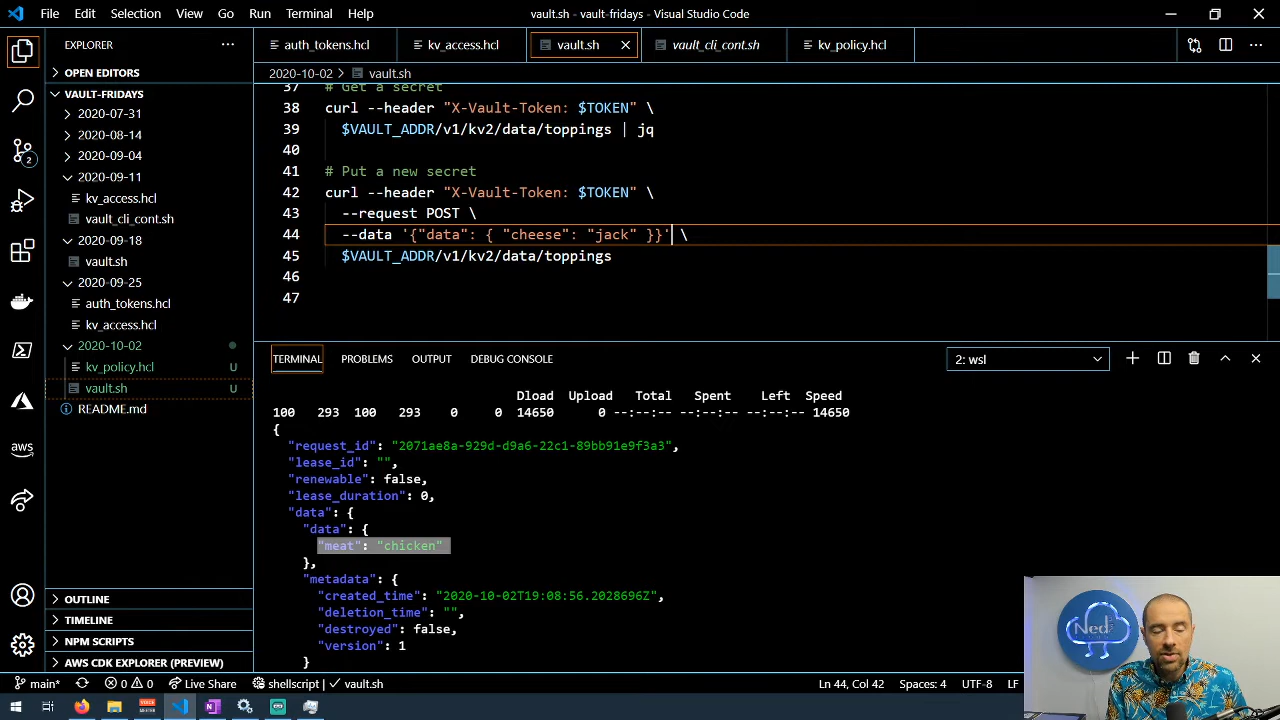 File Edit Selection View Go Run Terminal Help vault.sh - vault-fridays - Visual Studio Code
EXPLORER
auth_tokens.hcl kv_access.hcl vault.sh vault_cli_cont.sh kv_policy.hcl
OPEN EDITORS
VAULT-FRIDAYS
2020-07-31
2020-08-14
2020-09-04
2020-09-11
kv_access.hcl
vault_cli_cont.sh
2020-09-18
vault.sh
2020-09-25
auth_tokens.hcl
kv_access.hcl
2020-10-02
kv_policy.hcl U
vault.sh U
README.md
OUTLINE
TIMELINE
NPM SCRIPTS
AWS CDK EXPLORER (PREVIEW)
2
aws
2020-10-02 > vault.sh
37 # Get a secret
38 curl --header "X-Vault-Token: $TOKEN" \
39 $VAULT_ADDR/v1/kv2/data/toppings | jq
40
41 # Put a new secret
42 curl --header "X-Vault-Token: $TOKEN" \
43 --request POST \
44 --data '{"data": { "cheese": "jack" }}' \
45 $VAULT_ADDR/v1/kv2/data/toppings
46
47
TERMINAL PROBLEMS OUTPUT DEBUG CONSOLE 2: wsl
Dload Upload Total Spent Left Speed
100 293 100 293 0 0 14650 0 --:--:-- --:--:-- --:--:-- 14650
{
"request_id": "2071ae8a-929d-d9a6-22c1-89bb91e9f3a3",
"lease_id": "",
"renewable": false,
"lease_duration": 0,
"data": {
"data": {
"meat": "chicken"
},
"metadata": {
"created_time": "2020-10-02T19:08:56.2028696Z",
"deletion_time": "",
"destroyed": false,
"version": 1
}
Ned
main* 0 0 Live Share shellscript | vault.sh Ln 44, Col 42 Spaces: 4 UTF-8 LF